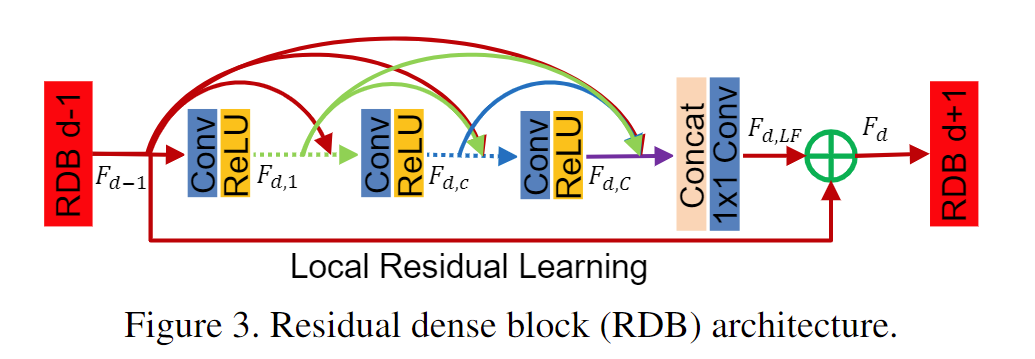 RDB d-1
F_{d-1}
Conv
ReLU
F_{d,1}
Conv
ReLU
F_{d,c}
Conv
ReLU
F_{d,C}
Concat
1x1 Conv
F_{d,LF}
F_d
RDB d+1
Local Residual Learning
Figure 3. Residual dense block (RDB) architecture.